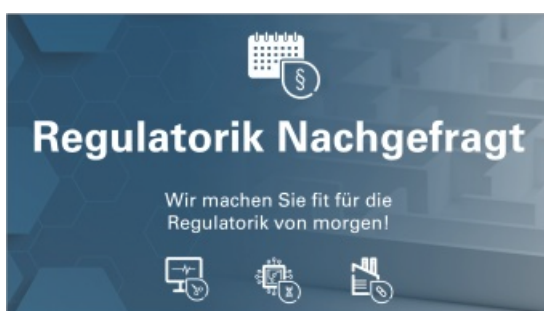 §
Regulatorik Nachgefragt
Wir machen Sie fit für die
Regulatorik von morgen!